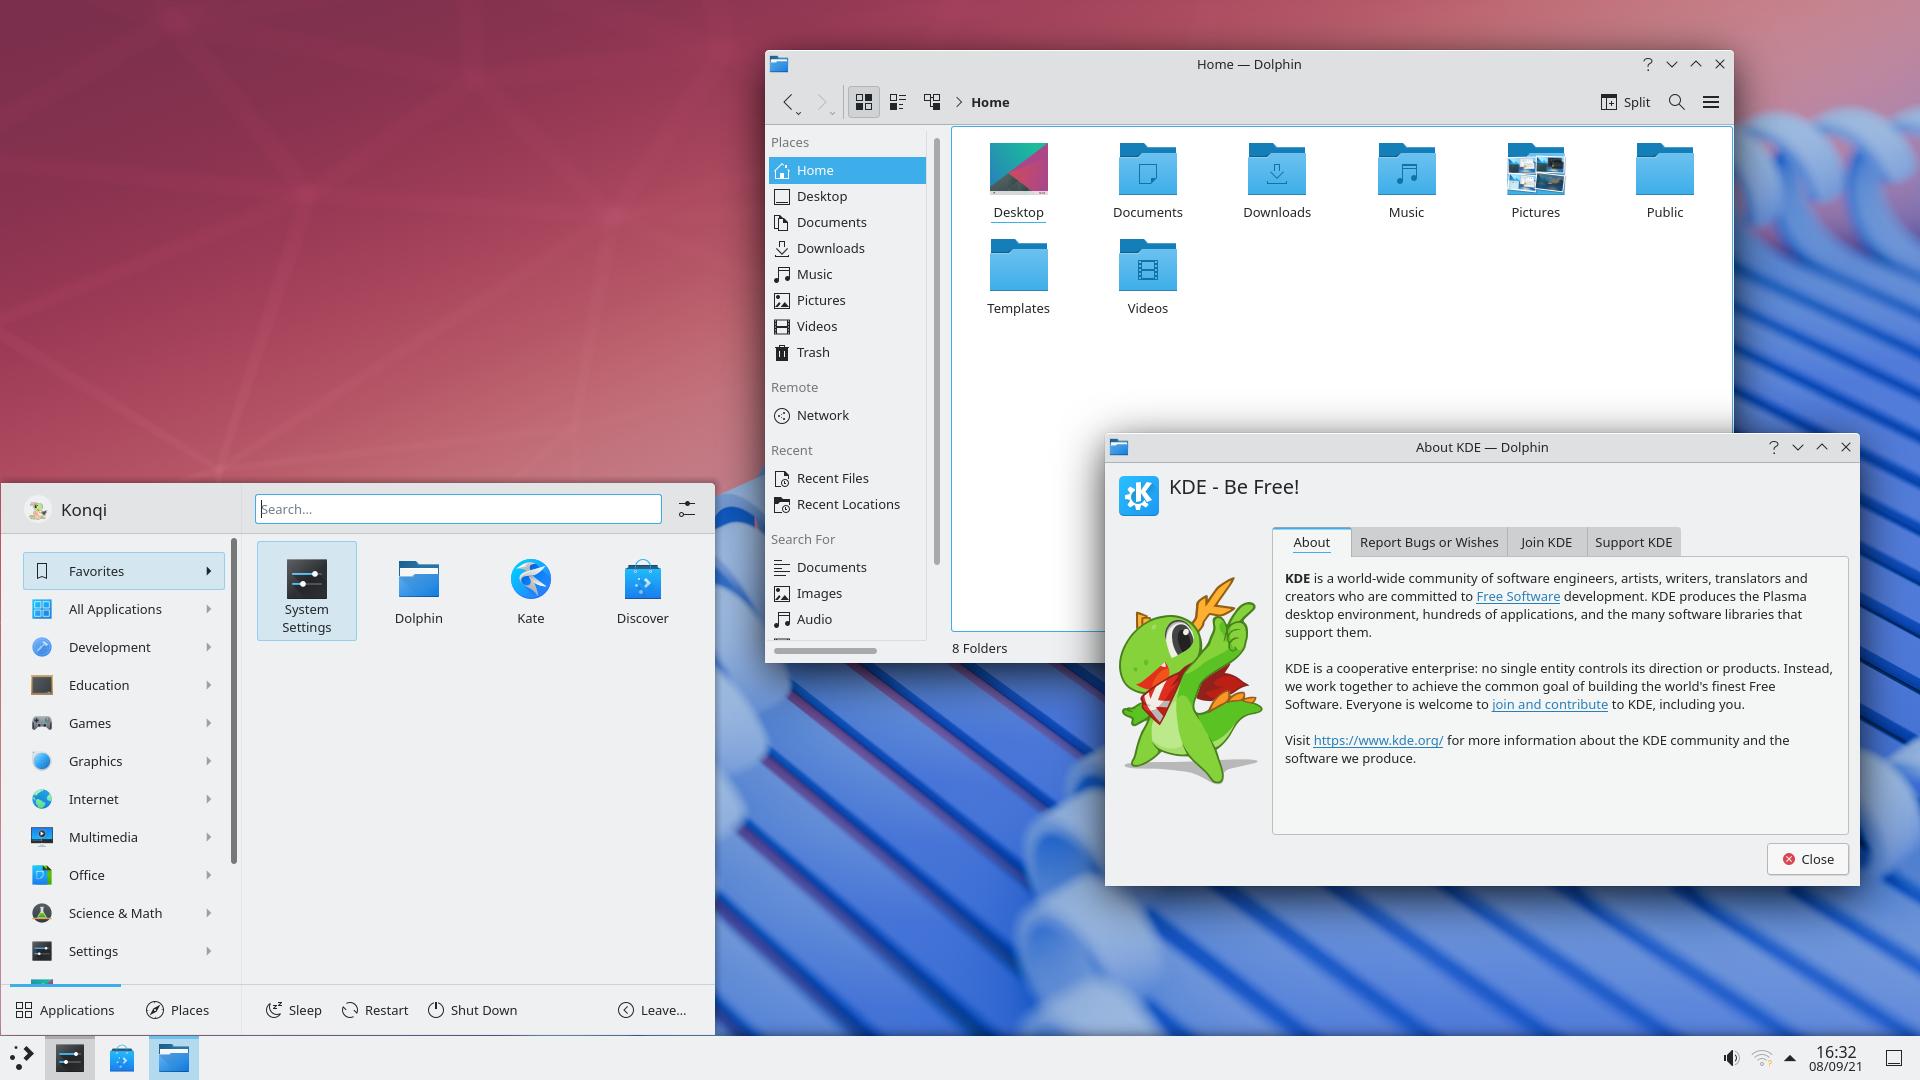 Home — Dolphin
Home
Split
Places
Home
Desktop
Documents
Downloads
Music
Pictures
Videos
Trash
Remote
Network
Recent
Recent Files
Recent Locations
Search For
Documents
Images
Audio
Desktop
Documents
Downloads
Music
Pictures
Public
Templates
Videos
8 Folders
About KDE — Dolphin
KDE - Be Free!
About
Report Bugs or Wishes
Join KDE
Support KDE
KDE is a world-wide community of software engineers, artists, writers, translators and
creators who are committed to Free Software development. KDE produces the Plasma
desktop environment, hundreds of applications, and the many software libraries that
support them.
KDE is a cooperative enterprise: no single entity controls its direction or products. Instead,
we work together to achieve the common goal of building the world's finest Free
Software. Everyone is welcome to join and contribute to KDE, including you.
Visit https://www.kde.org/ for more information about the KDE community and the
software we produce.
Close
Konqi
Search...
Favorites
All Applications
Development
Education
Games
Graphics
Internet
Multimedia
Office
Science & Math
Settings
System
Settings
Dolphin
Kate
Discover
Applications
Places
Sleep
Restart
Shut Down
Leave...
16:32
08/09/21